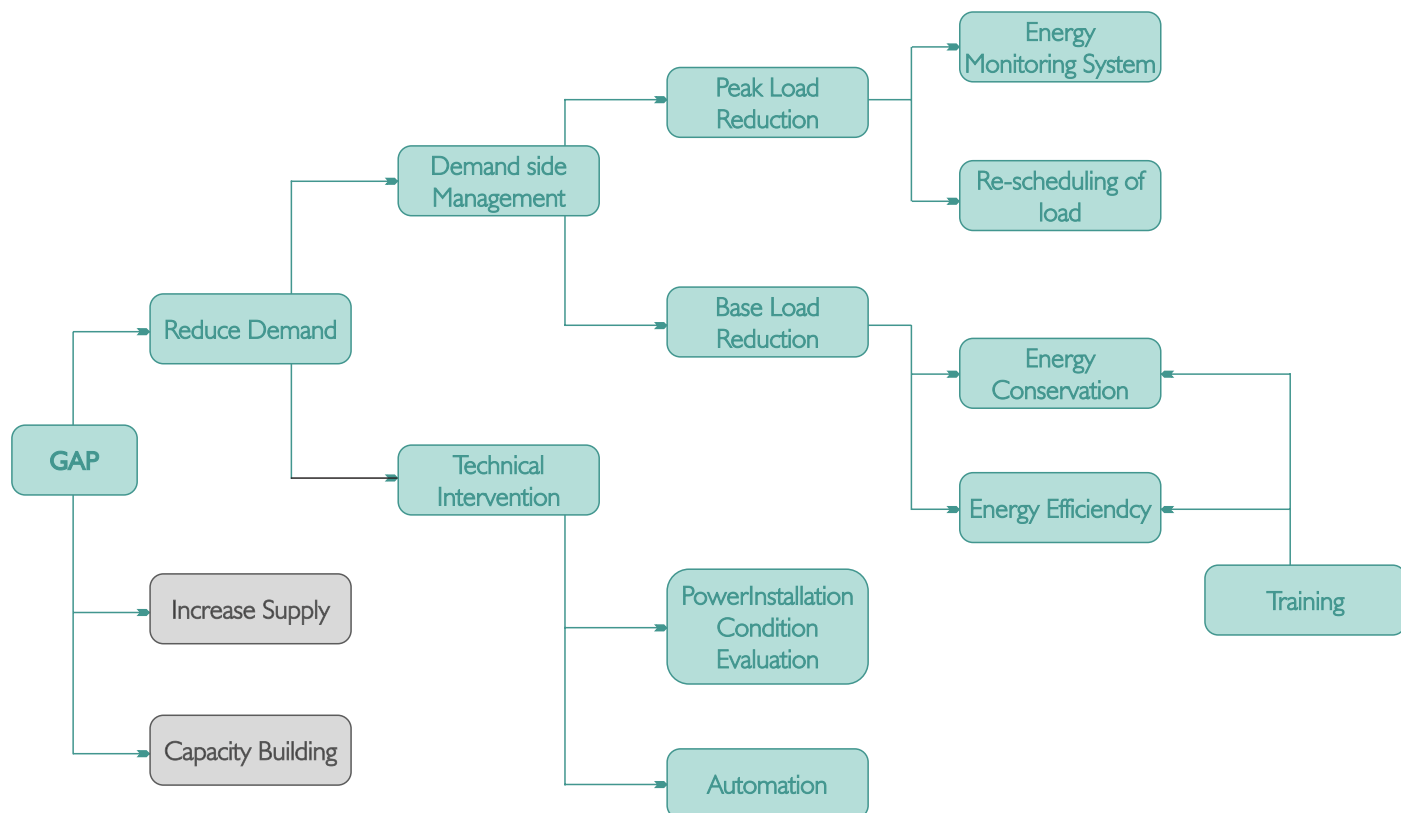 Energy
Monitoring System
Peak Load
Reduction
Demand side
Management
Re-scheduling of
load
Reduce Demand
Base Load
Reduction
Energy
Conservation
GAP
Technical
Intervention
Energy Efficiendcy
Increase Supply
PowerInstallation
Condition
Evaluation
Training
Capacity Building
Automation